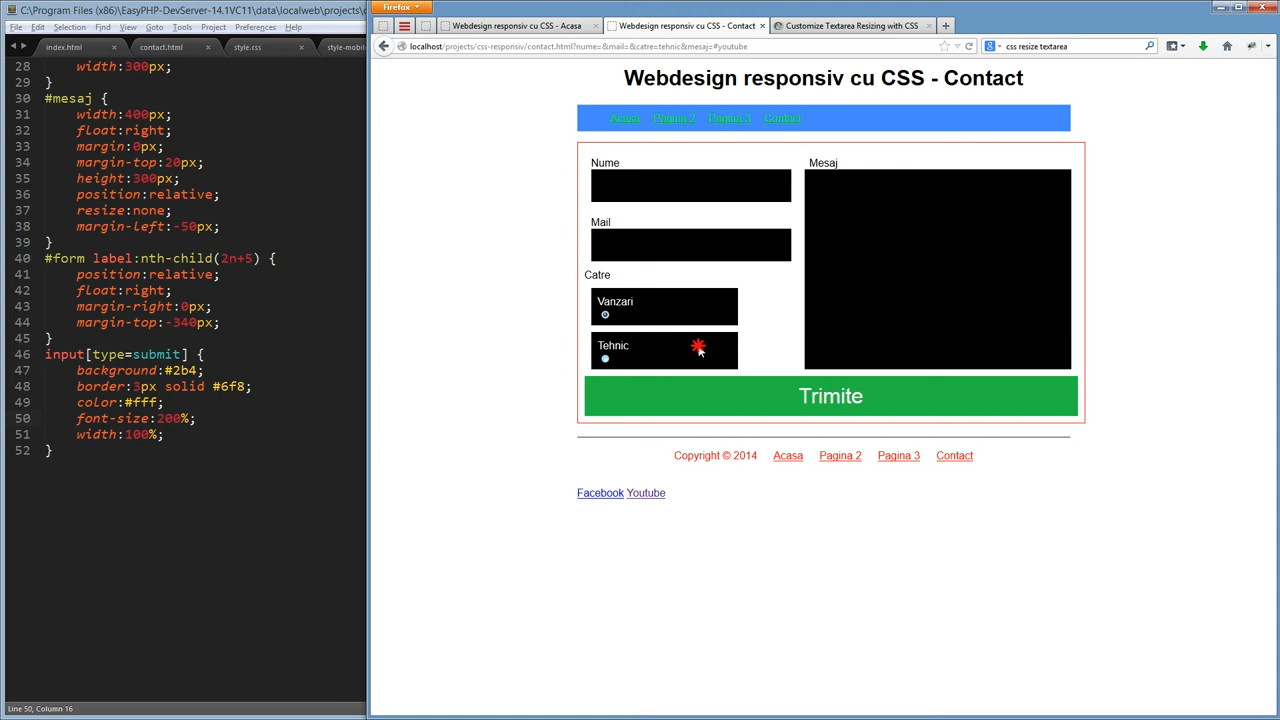 C:\Program Files (x86)\EasyPHP-DevServer-14.1VC11\data\localweb\projects\
File Edit Selection Find View Goto Tools Project Preferences Help
index.html × contact.html × style.css × style-mobil
28 width:300px;
29 }
30 #mesaj {
31 width:400px;
32 float:right;
33 margin:0px;
34 margin-top:20px;
35 height:300px;
36 position:relative;
37 resize:none;
38 margin-left:-50px;
39 }
40 #form label:nth-child(2n+5) {
41 position:relative;
42 float:right;
43 margin-right:0px;
44 margin-top:-340px;
45 }
46 input[type=submit] {
47 background:#2b4;
48 border:3px solid #6f8;
49 color:#fff;
50 font-size:200%;
51 width:100%;
52 }
Line 50, Column 16
Firefox
Webdesign responsiv cu CSS - Acasa × Webdesign responsiv cu CSS - Contact × Customize Textarea Resizing with CSS × +
localhost/projects/css-responsiv/contact.html?nume=&mail=&catre=tehnic&mesaj=#youtube
css resize textarea
Webdesign responsiv cu CSS - Contact
Acasa Pagina 2 Pagina 3 Contact
Nume
Mesaj
Mail
Catre
Vanzari
Tehnic
Trimite
Copyright © 2014 Acasa Pagina 2 Pagina 3 Contact
Facebook Youtube